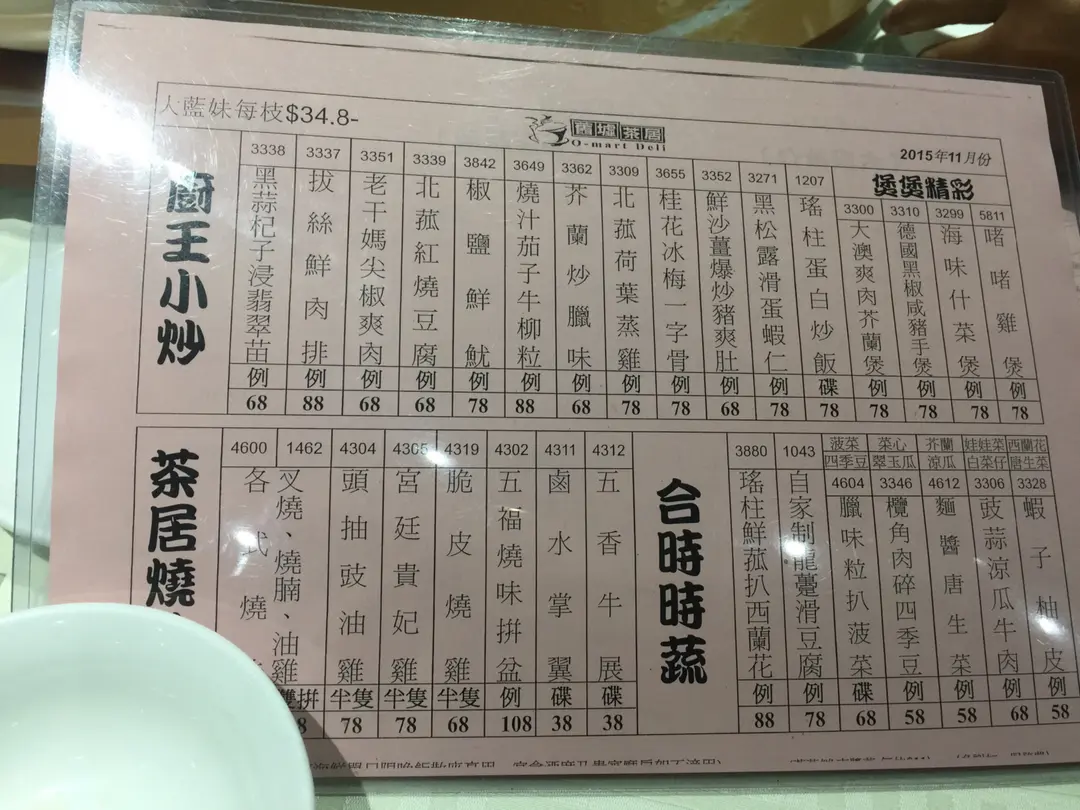 大藍妹每枝$34.8-
舊墟茶居
O-mart Deli
2015年11月份
廚王小炒
3338 黑蒜杞子浸翡翠苗 例 68
3337 拔絲鮮肉排 例 88
3351 老干媽尖椒爽肉 例 68
3339 北菰紅燒豆腐 例 68
3842 椒鹽鮮魷 例 78
3649 燒汁茄子牛柳粒 例 88
3362 芥蘭炒臘味 例 68
3309 北菰荷葉蒸雞 例 78
3655 桂花冰梅一字骨 例 78
3352 鮮沙薑爆炒豬爽肚 例 68
3271 黑松露滑蛋蝦仁 例 78
1207 瑤柱蛋白炒飯 碟 78
煲煲精彩
3300 大澳爽肉芥蘭煲 例 78
3310 德國黑椒咸豬手煲 例 78
3299 海味什菜煲 例 78
5811 啫啫雞煲 例 78
茶居燒
4600 各式燒
1462 叉燒、燒腩、油雞 雙拼 8
4304 頭抽豉油雞 半隻 78
4305 宮廷貴妃雞 半隻 78
4319 脆皮燒雞 半隻 68
4302 五福燒味拼盆 例 108
4311 鹵水掌翼 碟 38
4312 五香牛展 碟 38
合時時蔬
3880 瑤柱鮮菰扒西蘭花 例 88
1043 自家制龍躉滑豆腐 例 78
菠菜 菜心 芥蘭 娃娃菜 西蘭花
四季豆 翠玉瓜 涼瓜 白菜仔 唐生菜
4604 臘味粒扒菠菜 碟 68
3346 欖角肉碎四季豆 例 58
4612 麵醬唐生菜 例 58
3306 豉蒜涼瓜牛肉 例 68
3328 蝦子柚皮 例 58